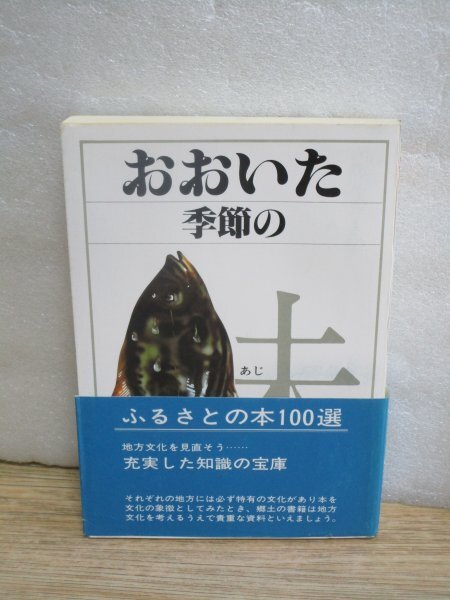 おおいた
季節の
あじ
ふるさとの本100選
地方文化を見直そう……
充実した知識の宝庫
それぞれの地方には必ず特有の文化があり本を
文化の象徴としてみたとき、郷土の書籍は地方
文化を考えるうえで貴重な資料といえましょう。